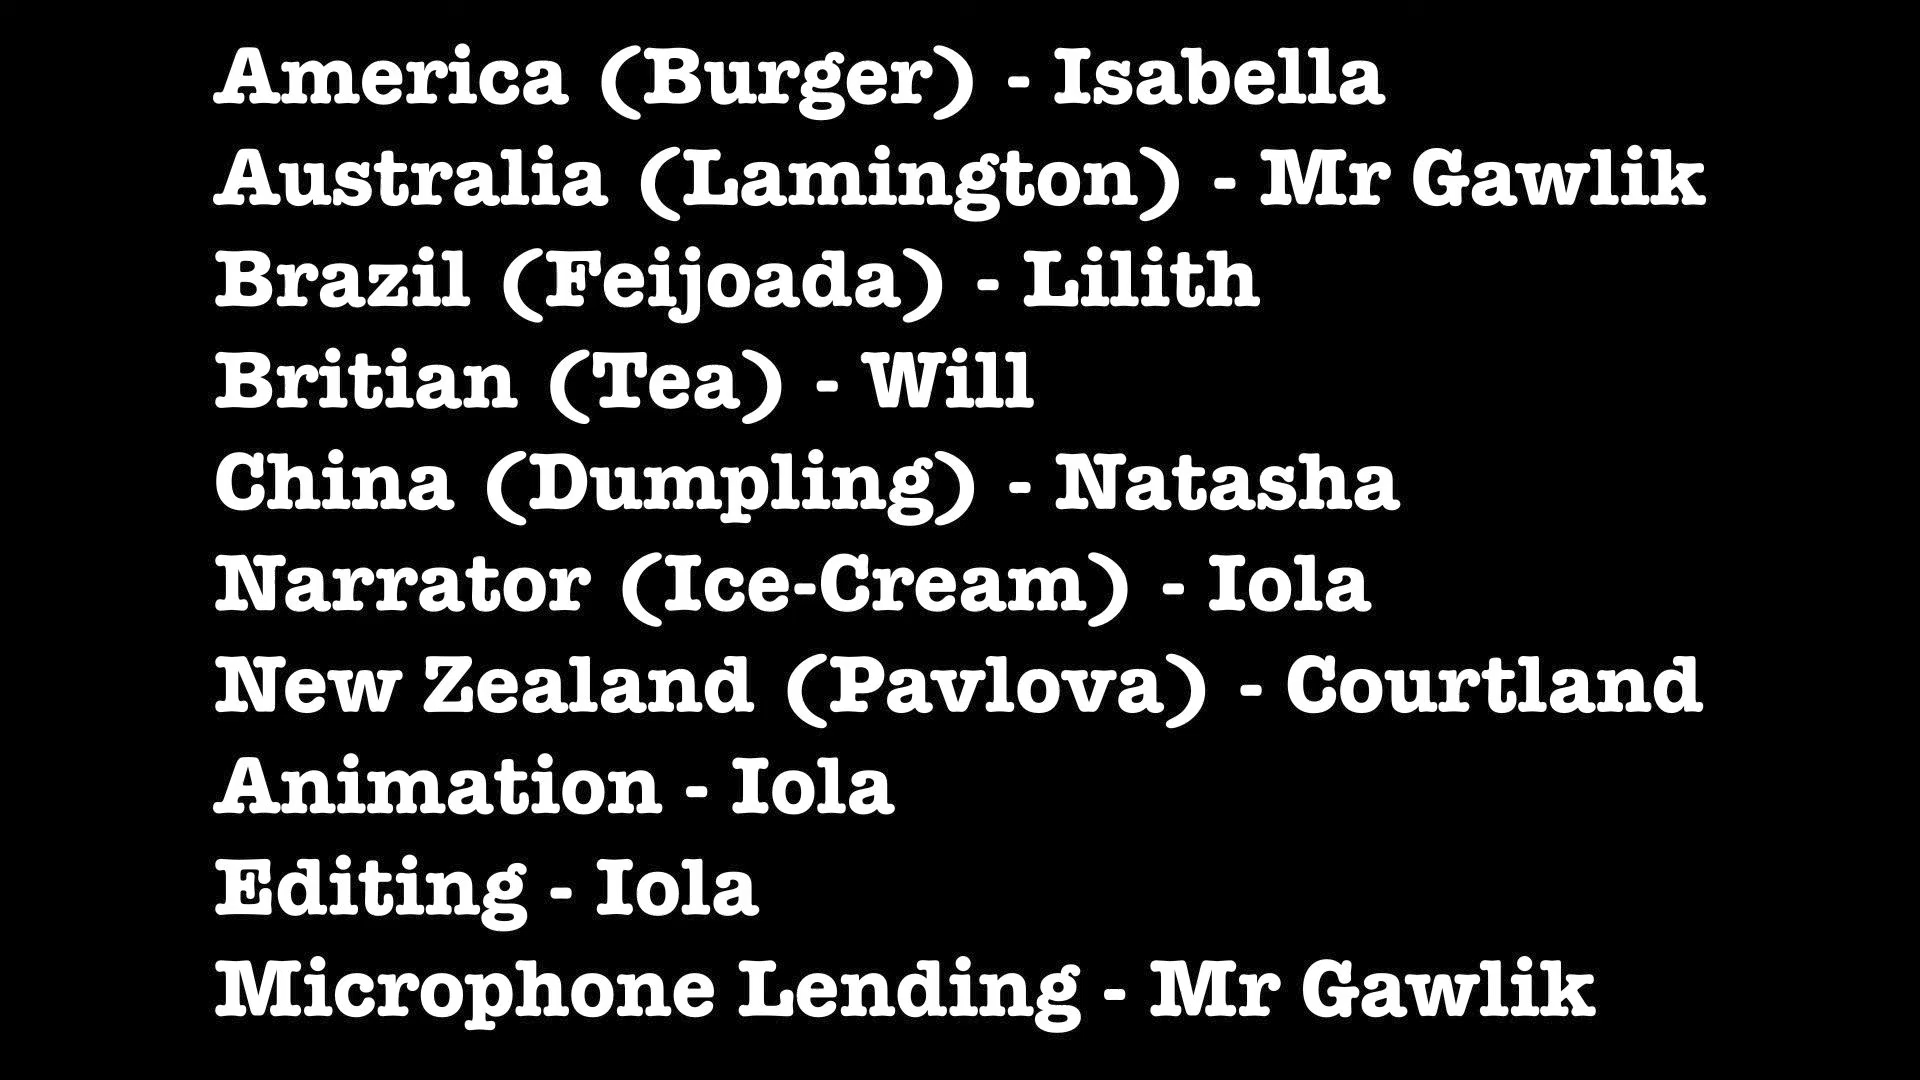 America (Burger) - Isabella
Australia (Lamington) - Mr Gawlik
Brazil (Feijoada) - Lilith
Britian (Tea) - Will
China (Dumpling) - Natasha
Narrator (Ice-Cream) - Iola
New Zealand (Pavlova) - Courtland
Animation - Iola
Editing - Iola
Microphone Lending - Mr Gawlik